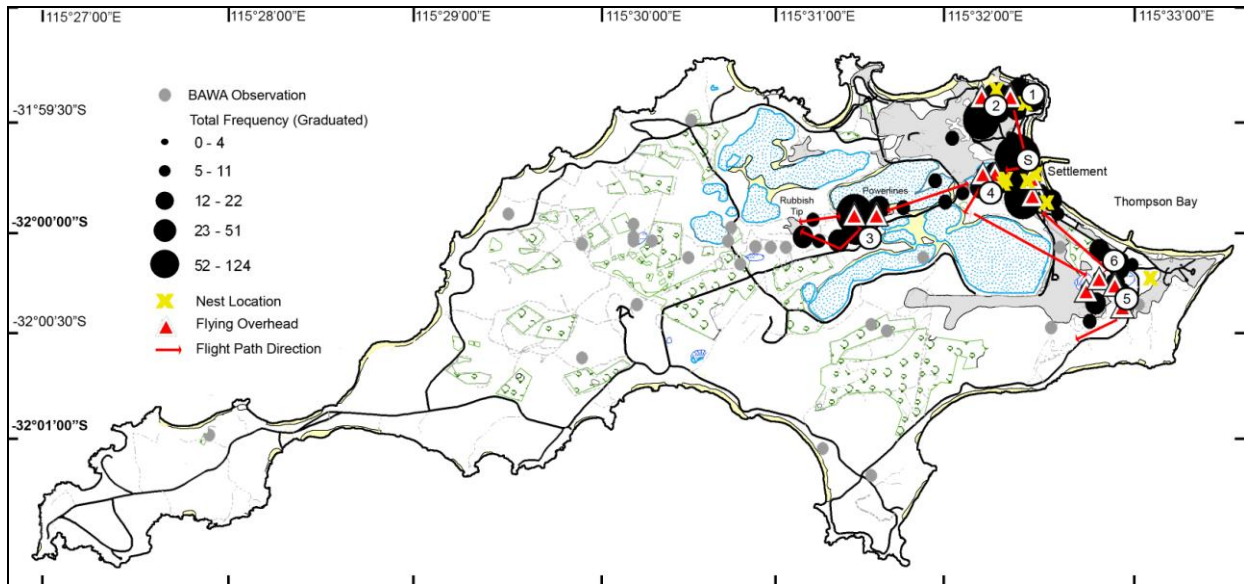 115°27'00"E 115°28'00"E 115°29'00"E 115°30'00"E 115°31'00"E 115°32'00"E 115°33'00"E
-31°59'30"S
-32°00'00"S
-32°00'30"S
-32°01'00"S
BAWA Observation
Total Frequency (Graduated)
0 - 4
5 - 11
12 - 22
23 - 51
52 - 124
Nest Location
Flying Overhead
Flight Path Direction
1
2
S
Settlement
4
Powerlines
Rubbish
Tip
Thompson Bay
3
6
5